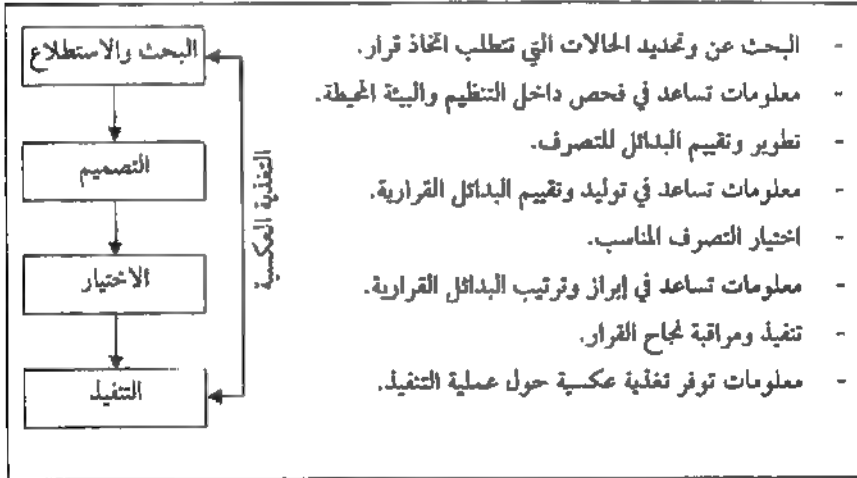 - البحث عن وتحديد الحالات التي تتطلب اتخاذ قرار.
- معلومات تساعد في فحص داخل التنظيم والبيئة المحيطة.
- تطوير وتقييم البدائل للتصرف.
- معلومات تساعد في توليد وتقييم البدائل القرارية.
- اختيار التصرف المناسب.
- معلومات تساعد في إبراز وترتيب البدائل القرارية.
- تنفيذ ومراقبة نجاح القرار.
- معلومات توفر تغذية عكسية حول عملية التنفيذ.
البحث والاستطلاع
التصميم
الاختيار
التنفيذ
التغذية العكسية